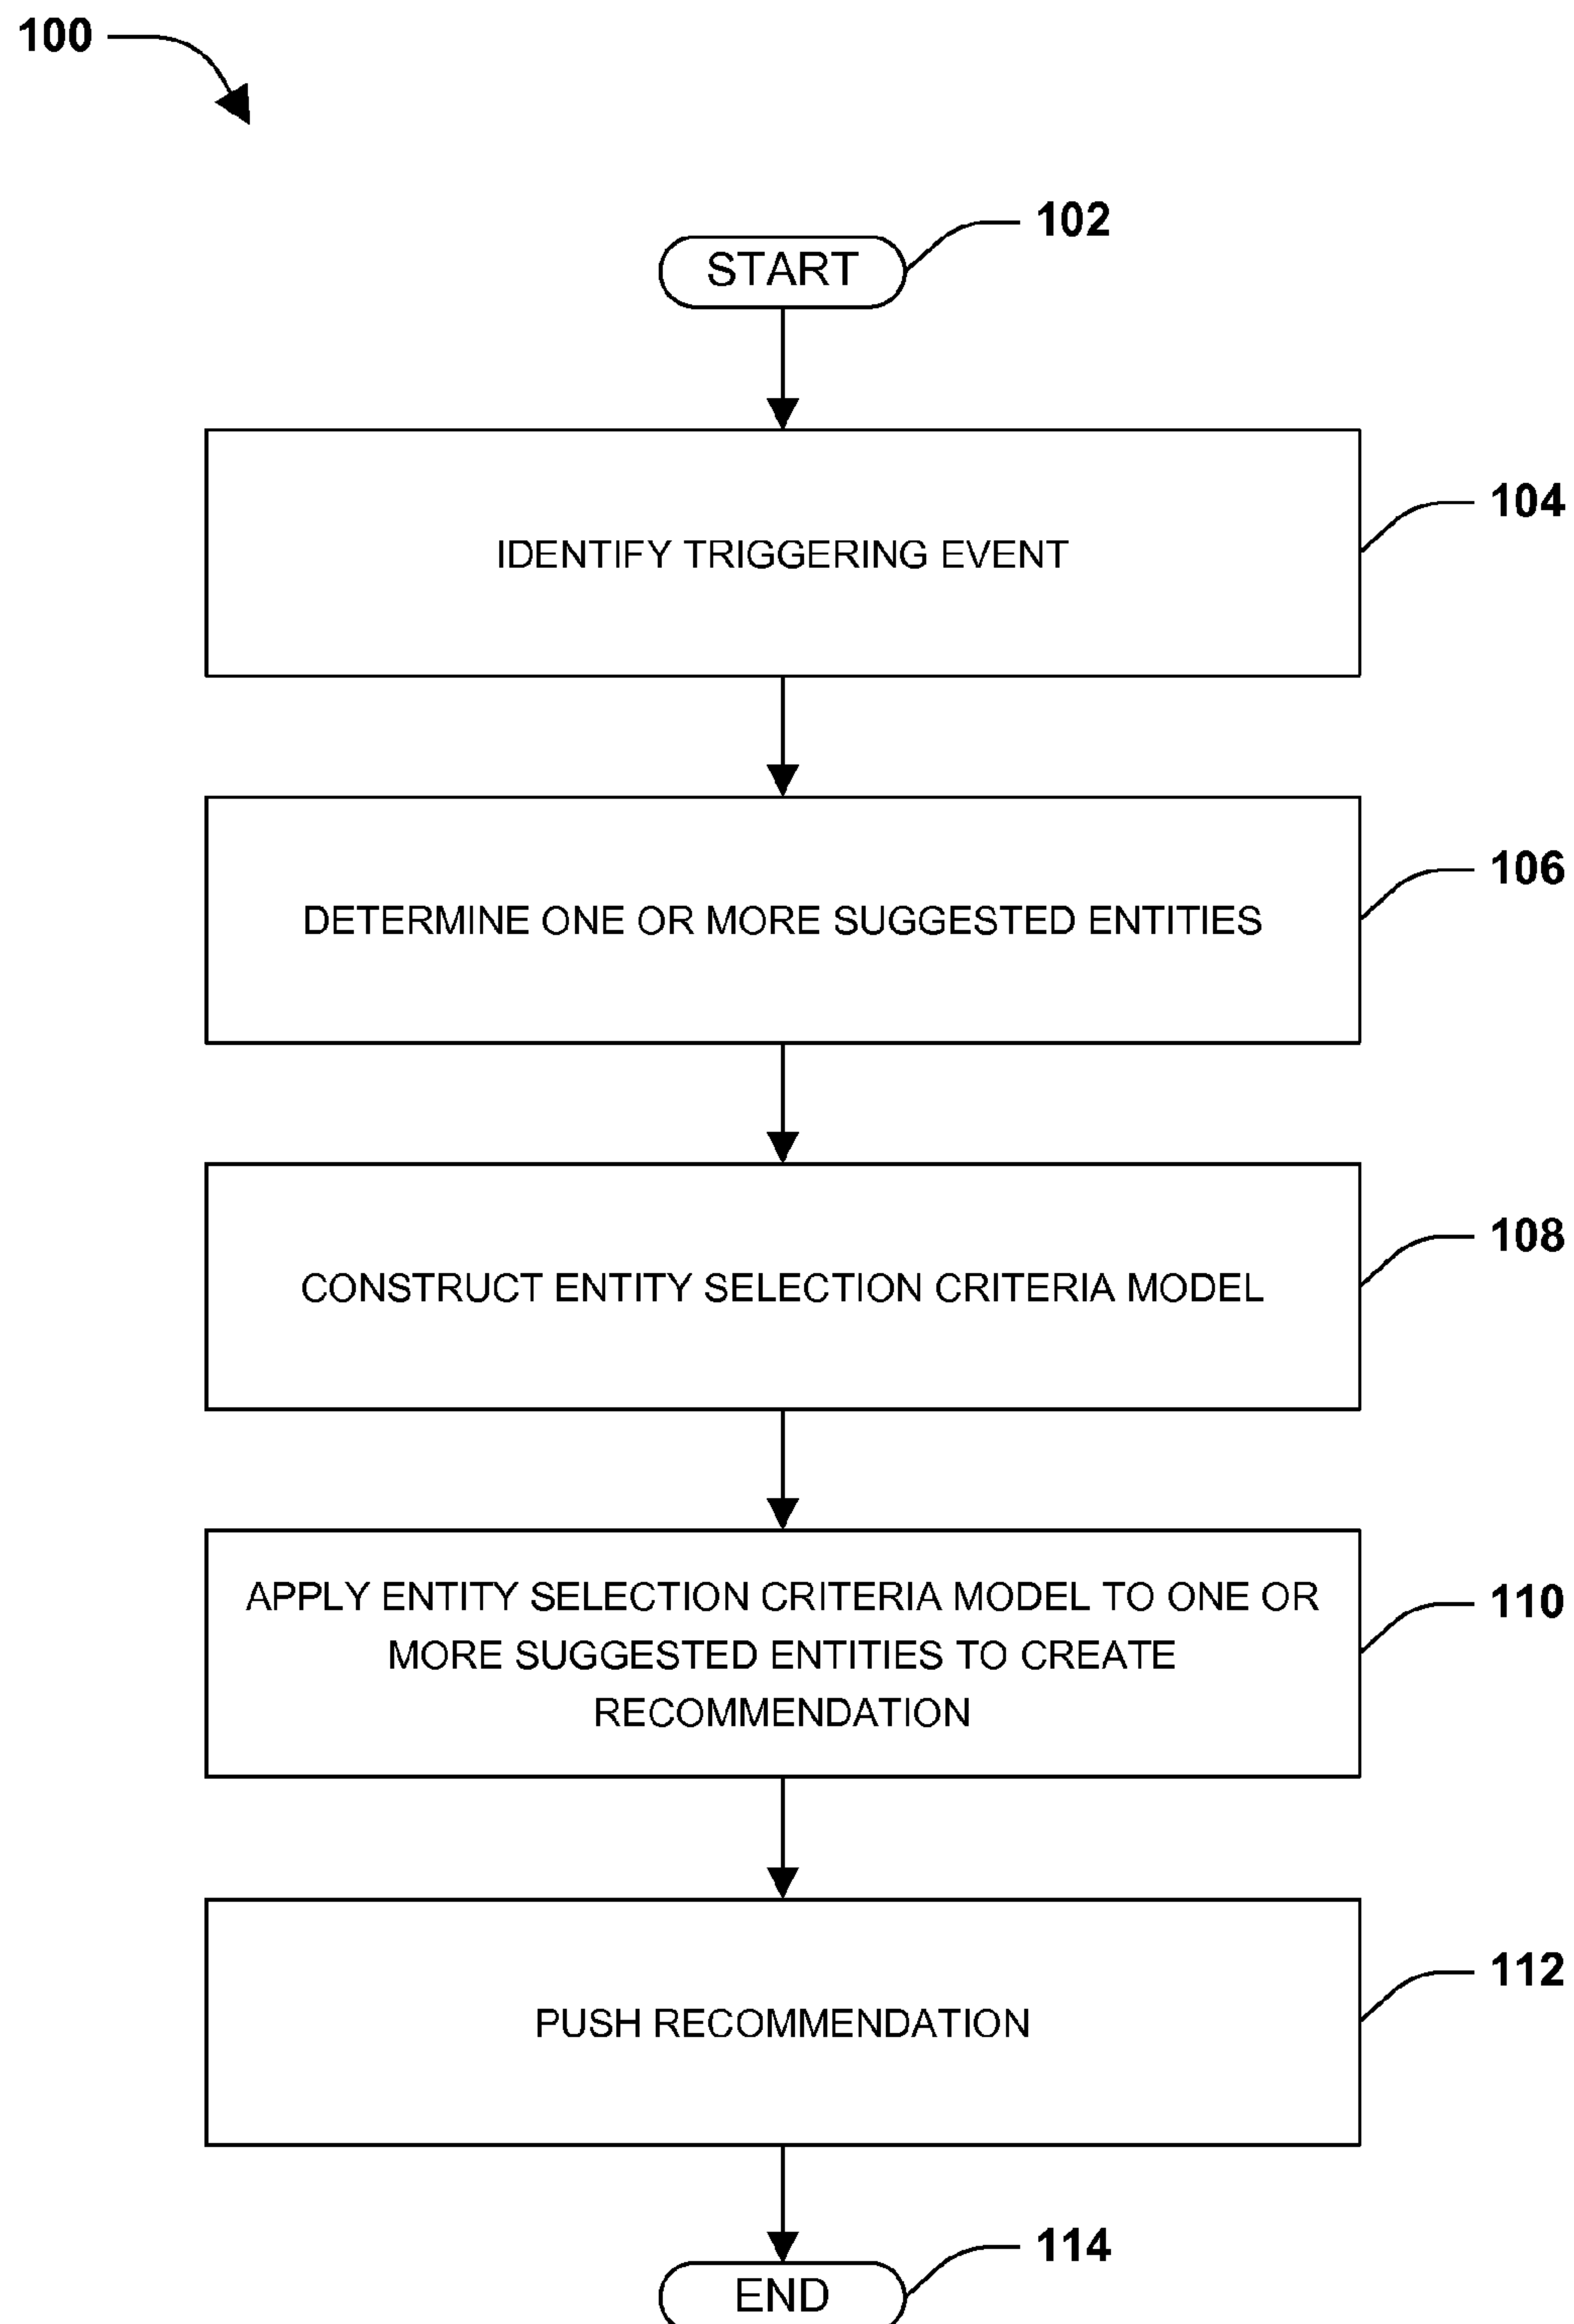 100
102
START
104
IDENTIFY TRIGGERING EVENT
106
DETERMINE ONE OR MORE SUGGESTED ENTITIES
108
CONSTRUCT ENTITY SELECTION CRITERIA MODEL
110
APPLY ENTITY SELECTION CRITERIA MODEL TO ONE OR
MORE SUGGESTED ENTITIES TO CREATE
RECOMMENDATION
112
PUSH RECOMMENDATION
114
END